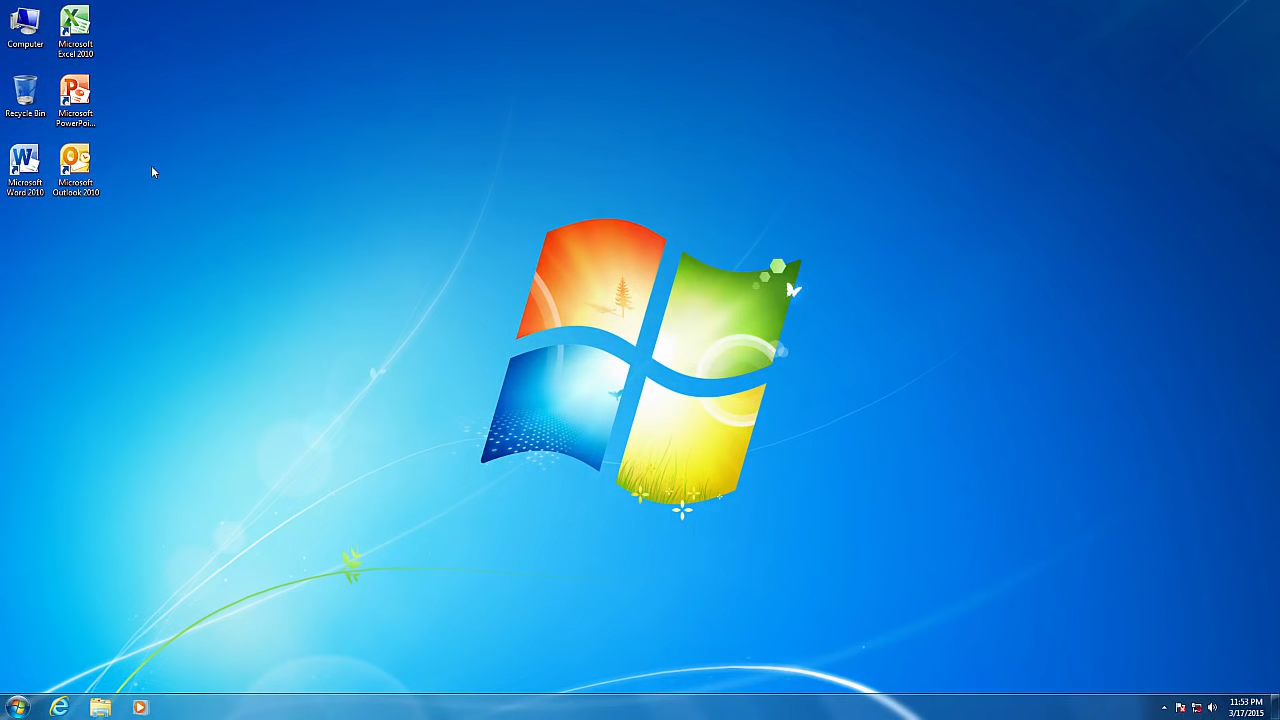 Computer
Microsoft
Excel 2010
Recycle Bin
Microsoft
PowerPoi...
Microsoft
Word 2010
Microsoft
Outlook 2010
11:53 PM
3/17/2015